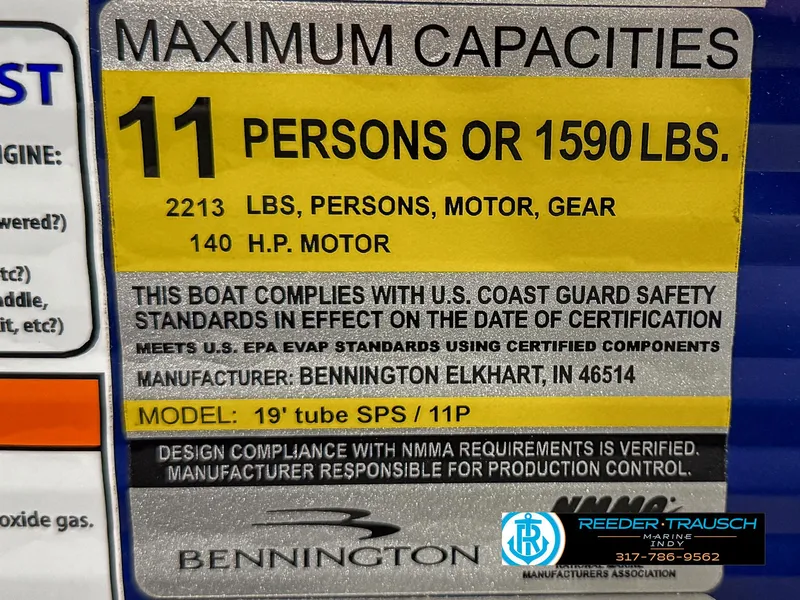 MAXIMUM CAPACITIES
11 PERSONS OR 1590 LBS.
2213 LBS, PERSONS, MOTOR, GEAR
140 H.P. MOTOR
THIS BOAT COMPLIES WITH U.S. COAST GUARD SAFETY
STANDARDS IN EFFECT ON THE DATE OF CERTIFICATION
MEETS U.S. EPA EVAP STANDARDS USING CERTIFIED COMPONENTS
MANUFACTURER: BENNINGTON ELKHART, IN 46514
MODEL: 19' tube SPS / 11P
DESIGN COMPLIANCE WITH NMMA REQUIREMENTS IS VERIFIED.
MANUFACTURER RESPONSIBLE FOR PRODUCTION CONTROL.
BENNINGTON
NMMA
MANUFACTURERS ASSOCIATION
ST
GINE:
wered?)
tc?)
addle,
it, etc?)
oxide gas.
REEDER·TRAUSCH
MARINE
INDY
317-786-9562